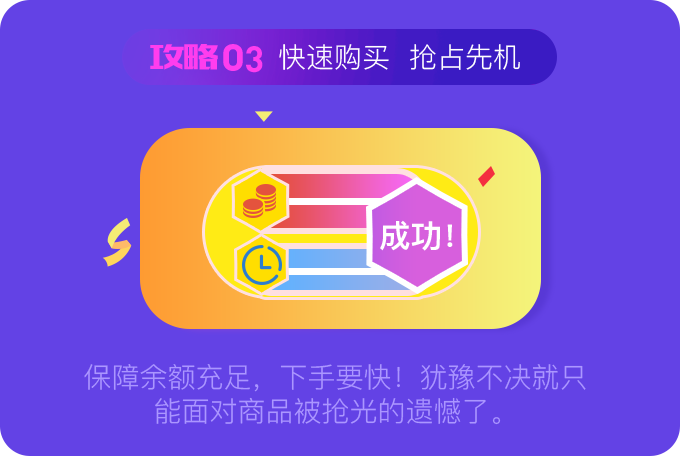 攻略03 快速购买 抢占先机
成功!
保障余额充足，下手要快！犹豫不决就只
能面对商品被抢光的遗憾了。